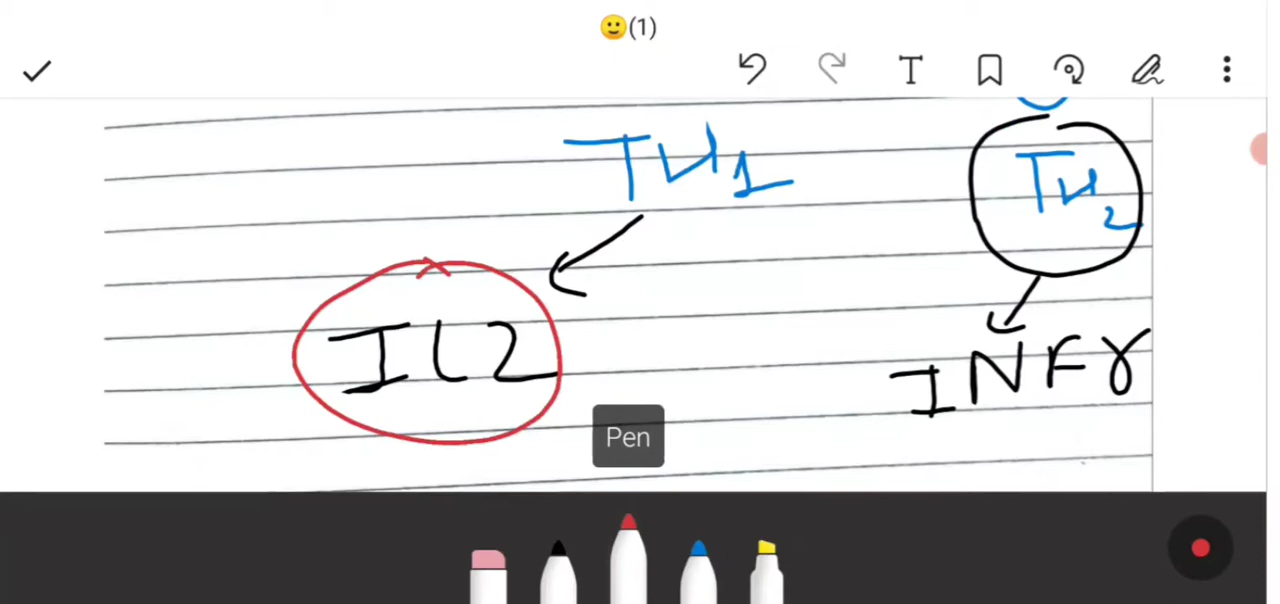 🙂(1)
T
TH1
TH2
IL2
INFγ
Pen